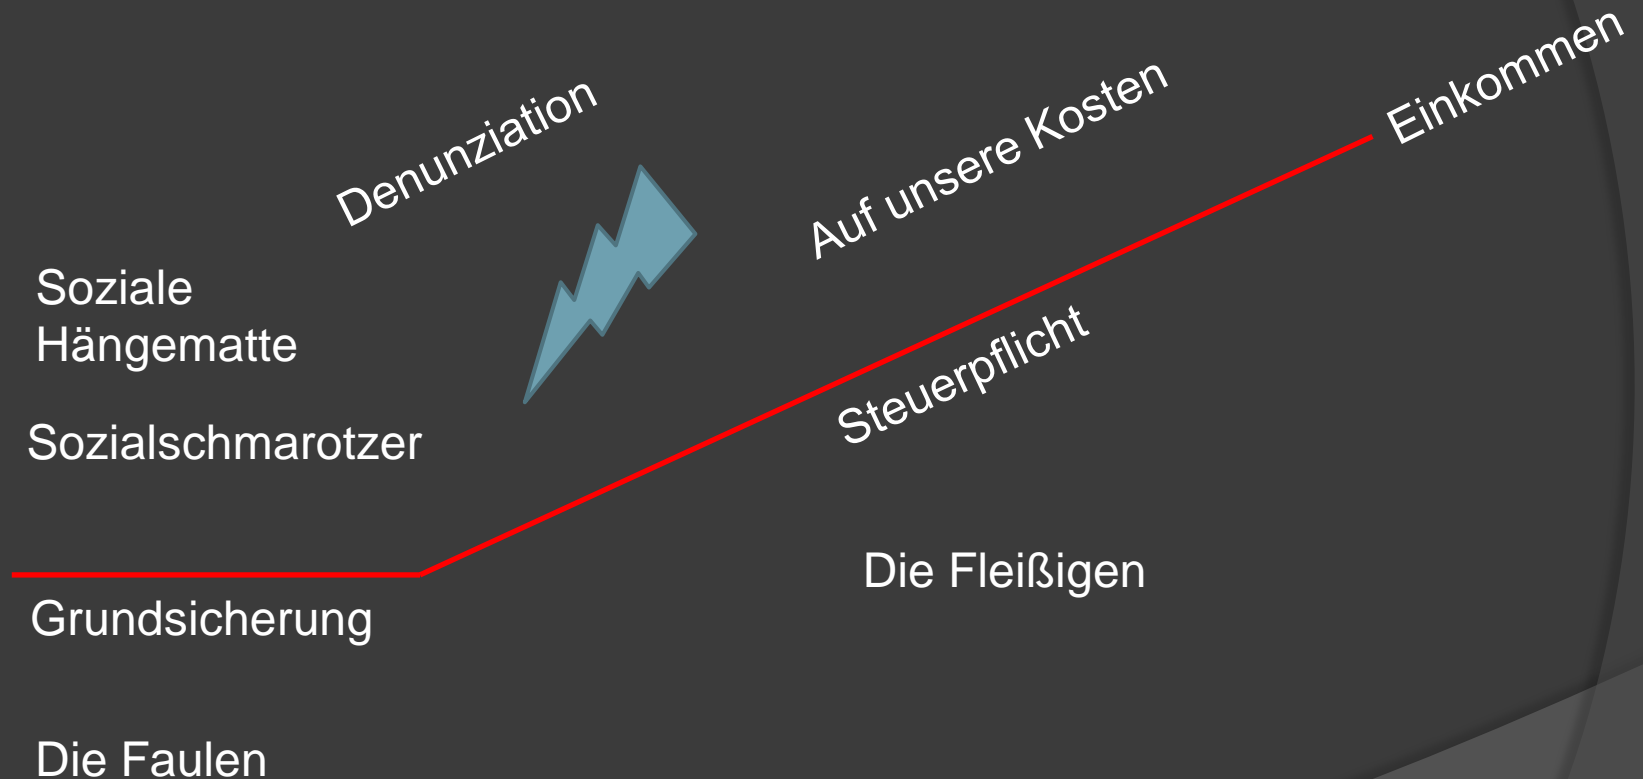 Einkommen
Auf unsere Kosten
Denunziation
Soziale
Hängematte
Steuerpflicht
Sozialschmarotzer
Die Fleißigen
Grundsicherung
Die Faulen